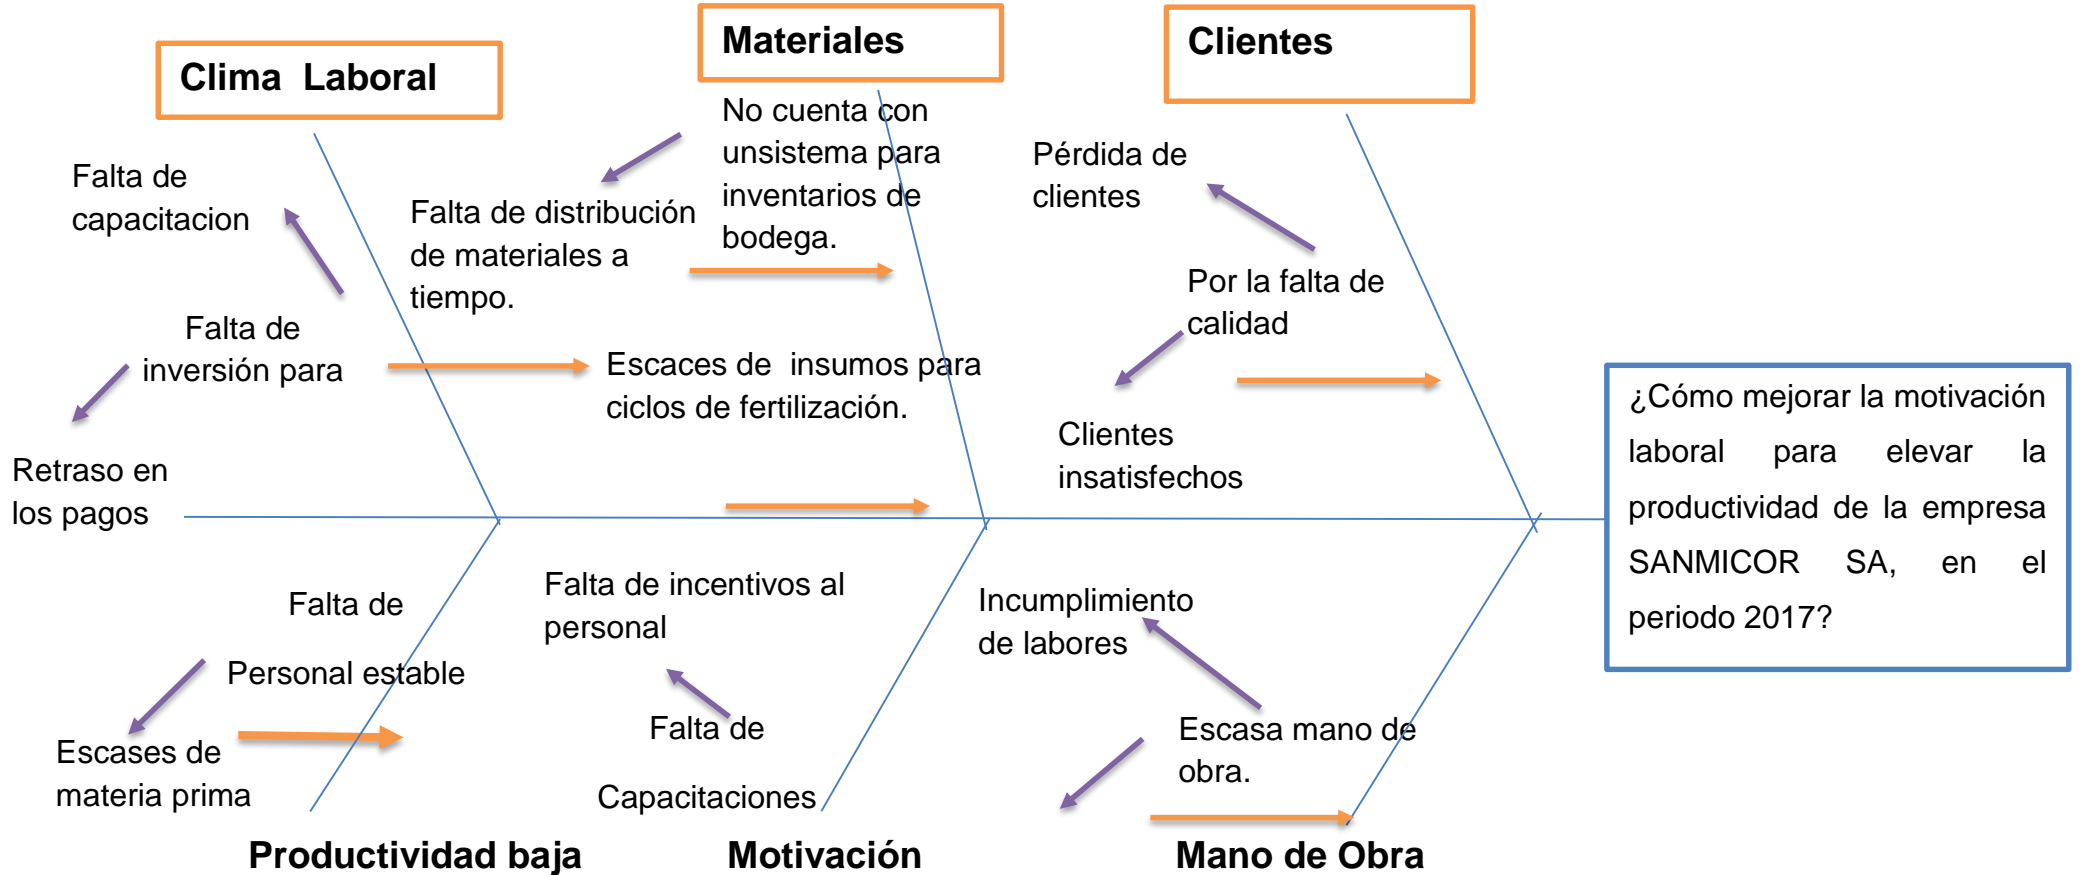 Clima  Laboral
Materiales
Clientes
Falta de
capacitacion
Falta de
inversión para
Retraso en
los pagos
No cuenta con
unsistema para
inventarios de
bodega.
Falta de distribución
de materiales a
tiempo.
Escaces de  insumos para
ciclos de fertilización.
Pérdida de
clientes
Por la falta de
calidad
Clientes
insatisfechos
¿Cómo mejorar la motivación
laboral para elevar la
productividad de la empresa
SANMICOR SA, en el
periodo 2017?
Falta de
Personal estable
Escases de
materia prima
Falta de incentivos al
personal
Falta de
Capacitaciones
Incumplimiento
de labores
Escasa mano de
obra.
Productividad baja
Motivación
Mano de Obra